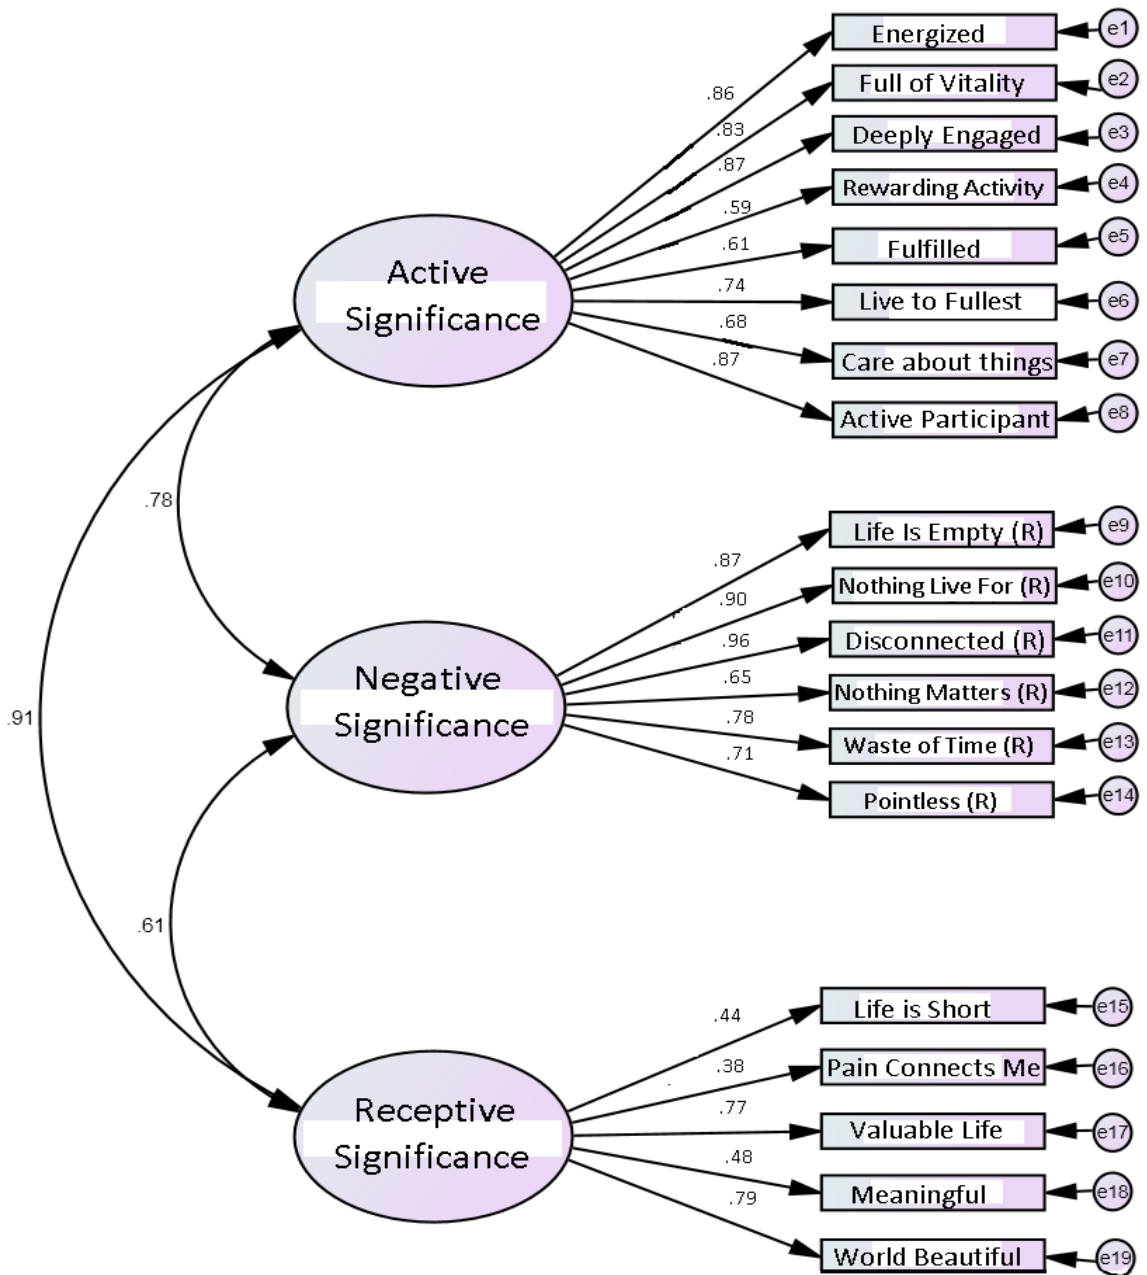 Energized
e1
.86
Full of Vitality
e2
.83
Deeply Engaged
e3
.87
Rewarding Activity
e4
.59
Fulfilled
e5
.61
Live to Fullest
e6
.74
Care about things
e7
.68
Active Participant
e8
.87
Active
Significance
.78
Life Is Empty (R)
e9
.87
Nothing Live For (R)
e10
.90
Disconnected (R)
e11
.96
Nothing Matters (R)
e12
.65
Waste of Time (R)
e13
.78
Pointless (R)
e14
.71
Negative
Significance
.91
.61
Life is Short
e15
.44
Pain Connects Me
e16
.38
Valuable Life
e17
.77
Meaningful
e18
.48
World Beautiful
e19
.79
Receptive
Significance